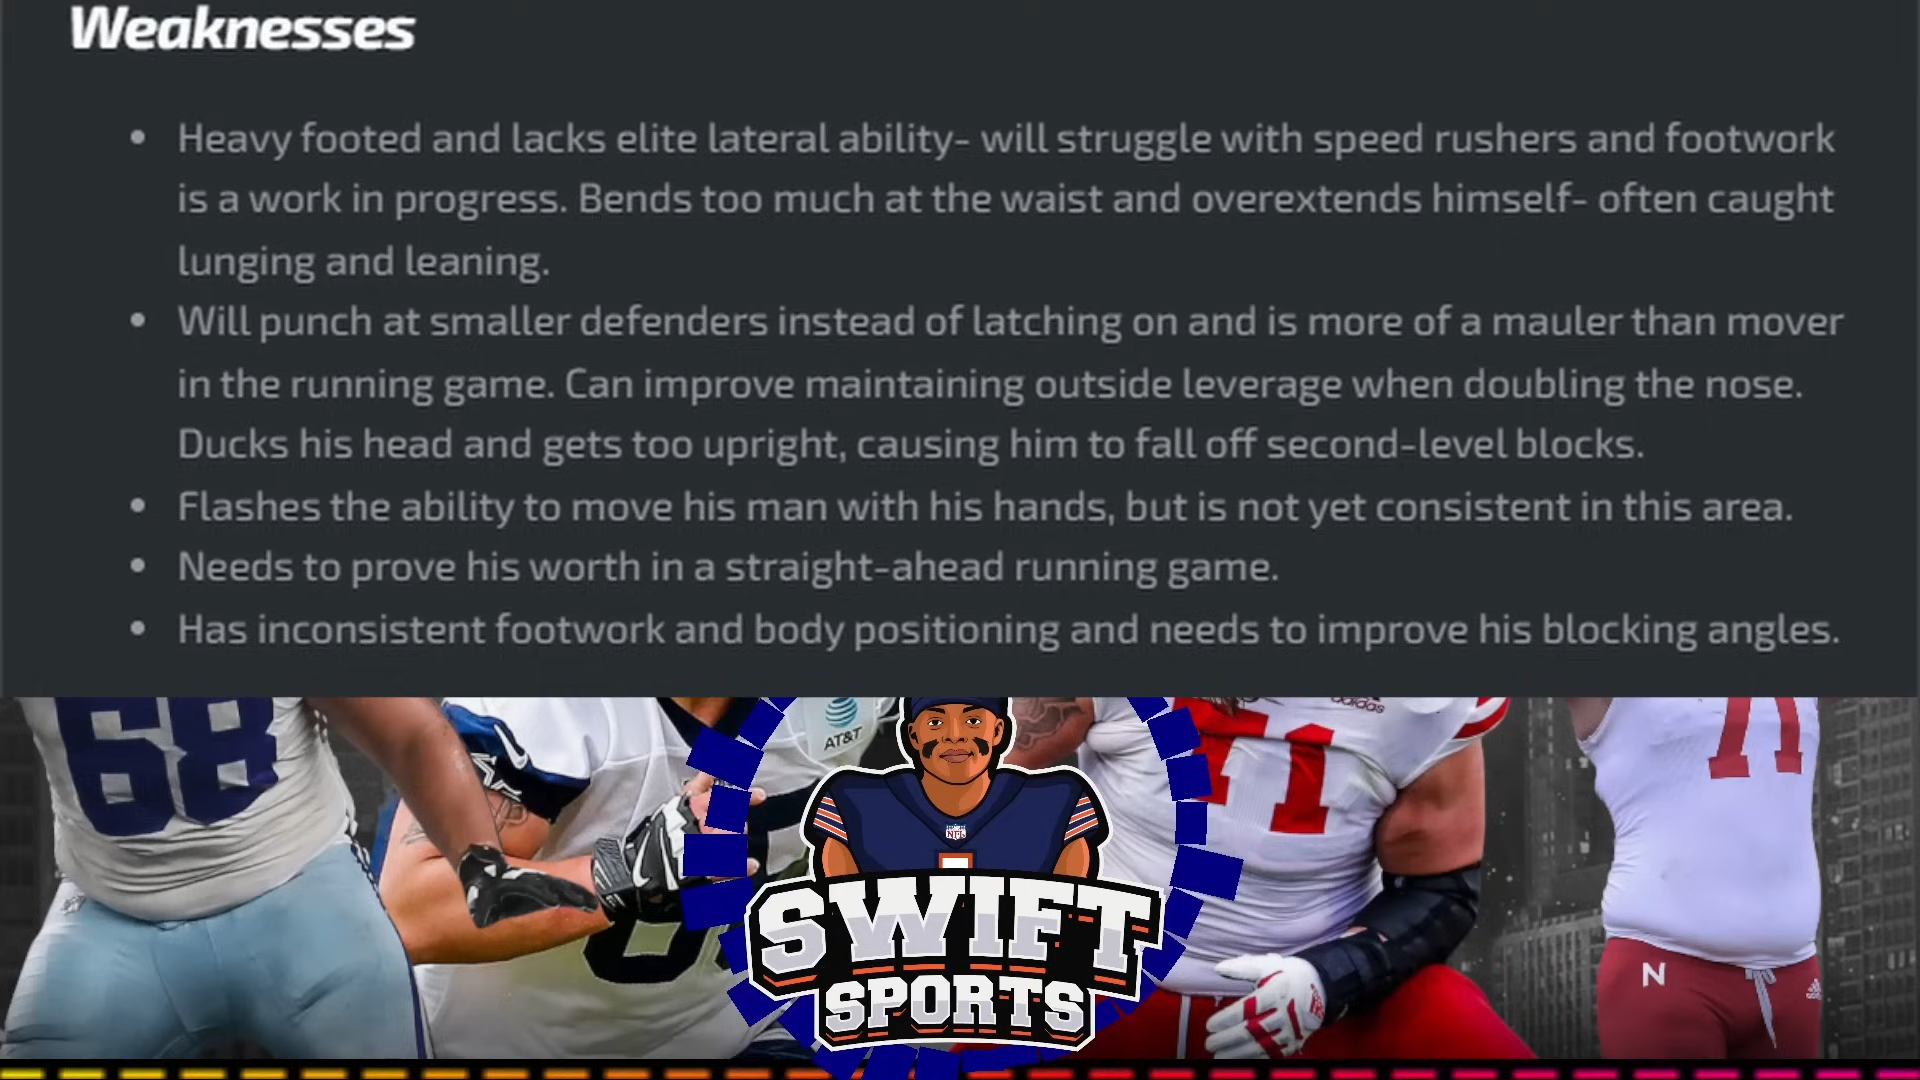 Weaknesses
Heavy footed and lacks elite lateral ability- will struggle with speed rushers and footwork
is a work in progress. Bends too much at the waist and overextends himself- often caught
lunging and leaning.
Will punch at smaller defenders instead of latching on and is more of a mauler than mover
in the running game. Can improve maintaining outside leverage when doubling the nose.
Ducks his head and gets too upright, causing him to fall off second-level blocks.
Flashes the ability to move his man with his hands, but is not yet consistent in this area.
Needs to prove his worth in a straight-ahead running game.
Has inconsistent footwork and body positioning and needs to improve his blocking angles.
68
AT&T
adidas
71
71
NFL
SWIFT
SPORTS
N